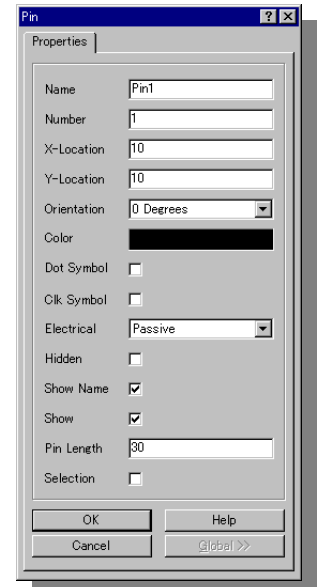 Pin
Properties
Name Pin1
Number 1
X-Location 10
Y-Location 10
Orientation 0 Degrees
Color
Dot Symbol
Clk Symbol
Electrical Passive
Hidden
Show Name
Show
Pin Length 30
Selection
OK Help
Cancel Global >>